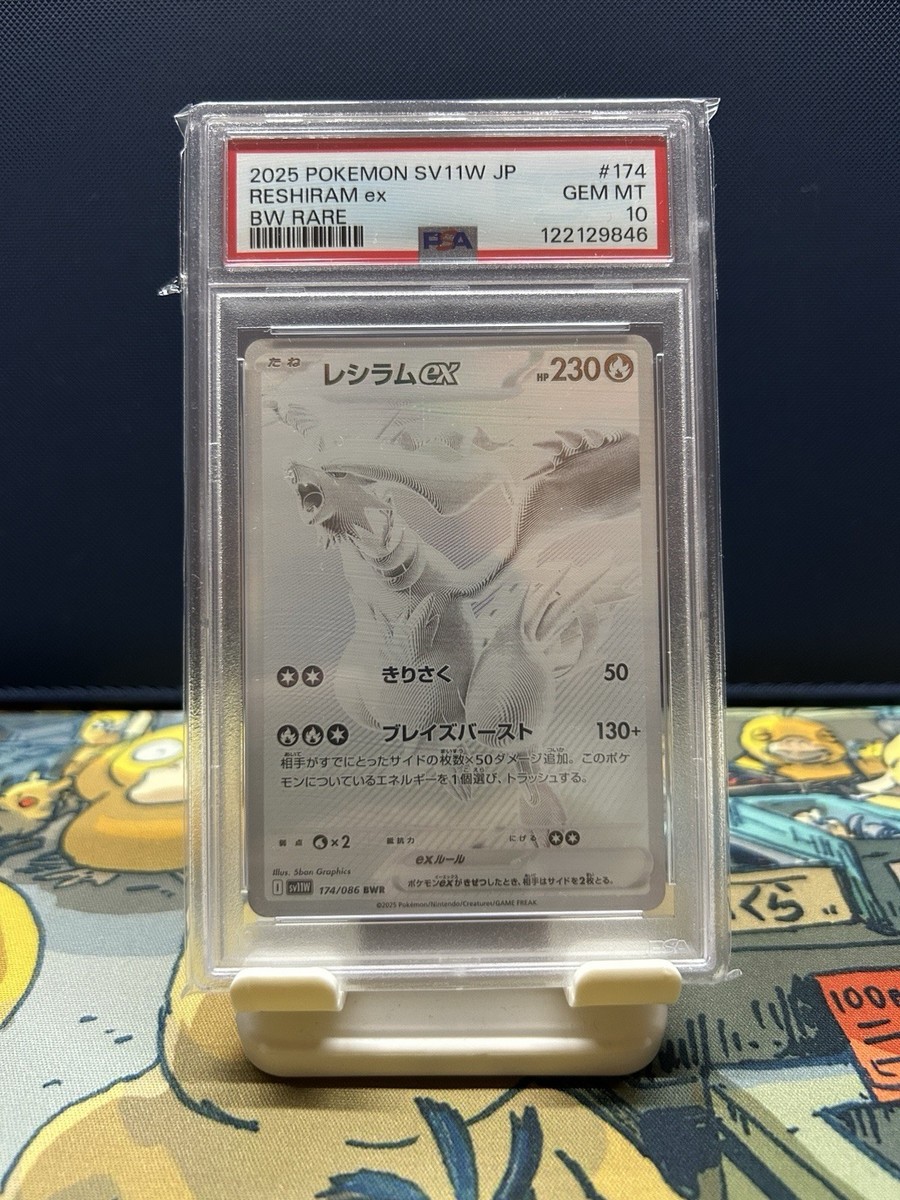 2025 POKEMON SV11W JP #174
RESHIRAM ex GEM MT
BW RARE 10
PSA 122129846
たね レシラムex HP 230
きりさく 50
ブレイズバースト 130+
相手がすでにとったサイドの枚数×50ダメージ追加。このポケ
モンについているエネルギーを1個選び、トラッシュする。
弱点 ×2 抵抗力 にげる
exルール
ポケモンexがきぜつしたとき、相手はサイドを2枚とる。
Illus. 5ban Graphics
sv11W 174/086 BWR
©2025 Pokémon/Nintendo/Creatures/GAME FREAK.
PSA
くら
100